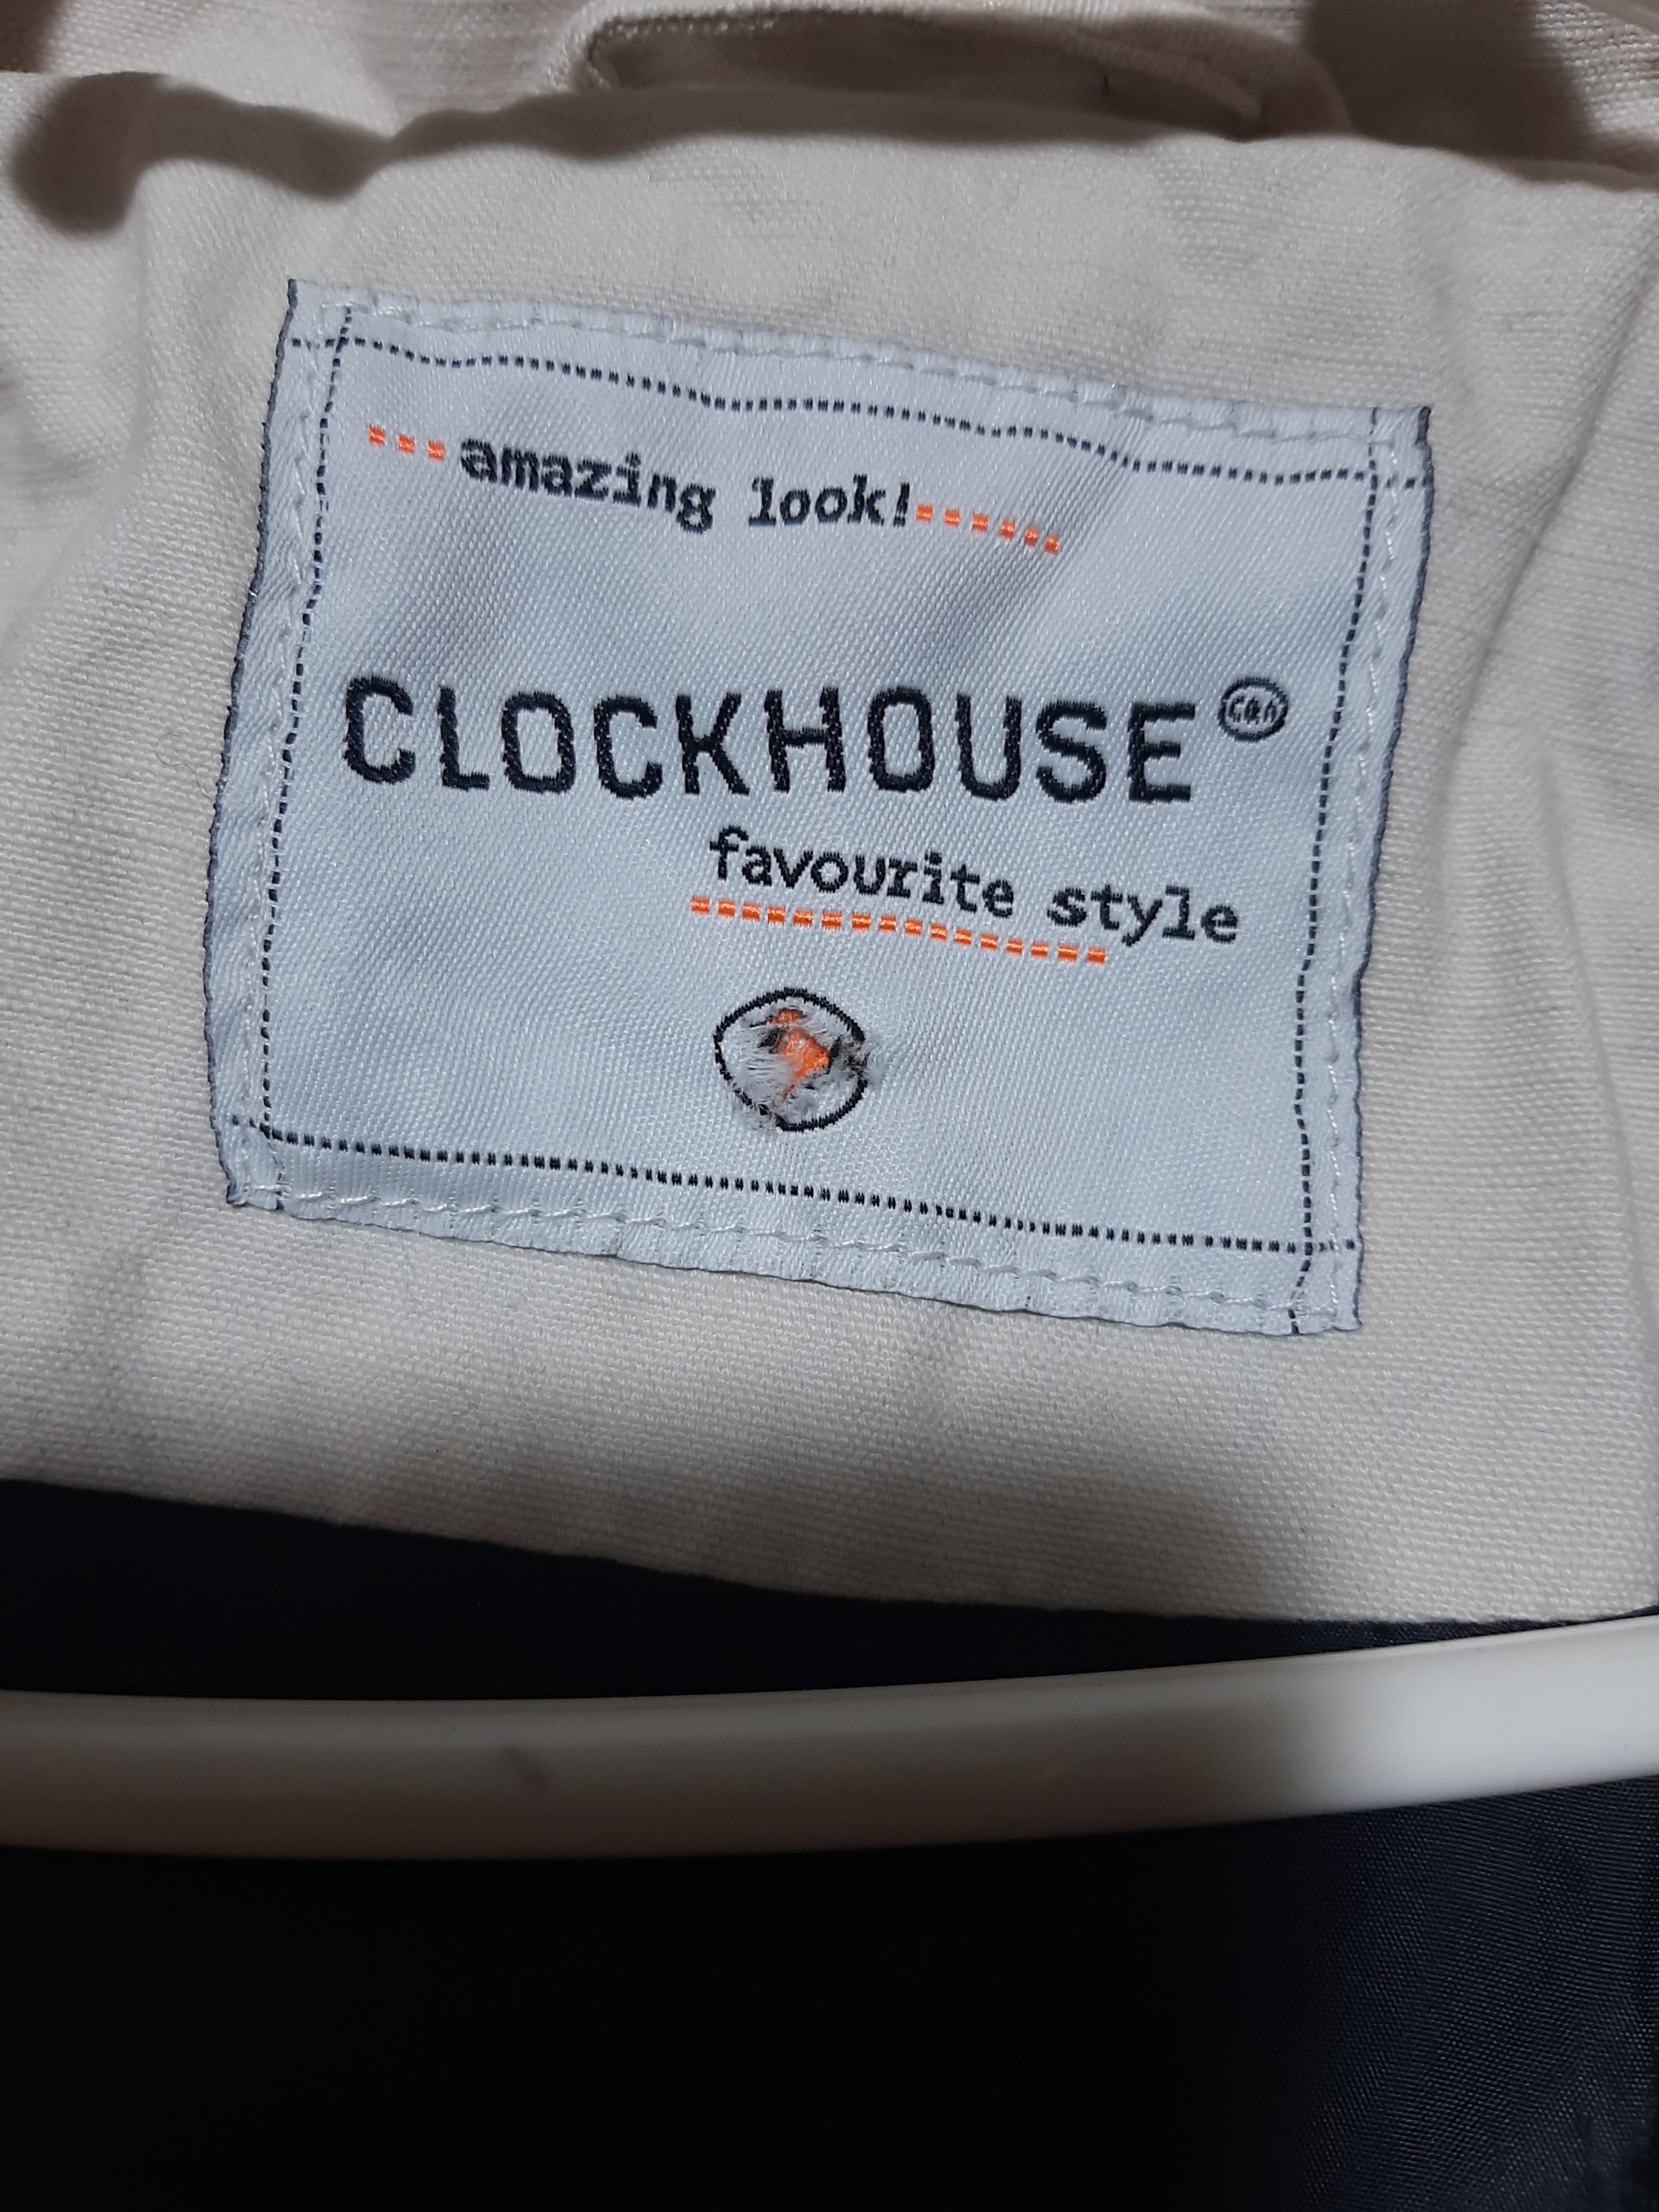 amazing look!
CLOCKHOUSE C&A
favourite style